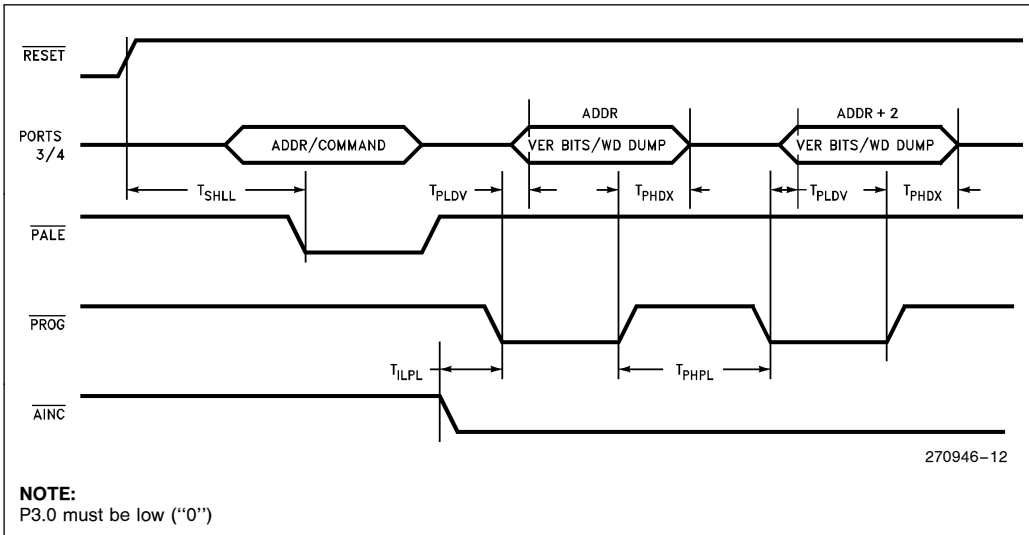 RESET
PORTS
3/4
ADDR/COMMAND
ADDR
VER BITS/WD DUMP
ADDR + 2
VER BITS/WD DUMP
TSHLL
TPLDV
TPHDX
TPLDV
TPHDX
PALE
PROG
TILPL
TPHPL
AINC
270946–12
NOTE:
P3.0 must be low (‘‘0’’)